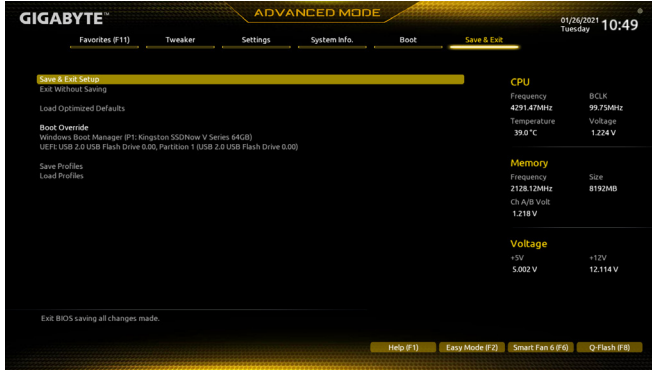 GIGABYTE™
ADVANCED MODE
01/26/2021 Tuesday 10:49
Favorites (F11) Tweaker Settings System Info. Boot Save & Exit
Save & Exit Setup
Exit Without Saving
Load Optimized Defaults
Boot Override
Windows Boot Manager (P1: Kingston SSDNow V Series 64GB)
UEFI: USB 2.0 USB Flash Drive 0.00, Partition 1 (USB 2.0 USB Flash Drive 0.00)
Save Profiles
Load Profiles
CPU
Frequency BCLK
4291.47MHz 99.75MHz
Temperature Voltage
39.0 °C 1.224 V
Memory
Frequency Size
2128.12MHz 8192MB
Ch A/B Volt
1.218 V
Voltage
+5V +12V
5.002 V 12.114 V
Exit BIOS saving all changes made.
Help (F1) Easy Mode (F2) Smart Fan 6 (F6) Q-Flash (F8)